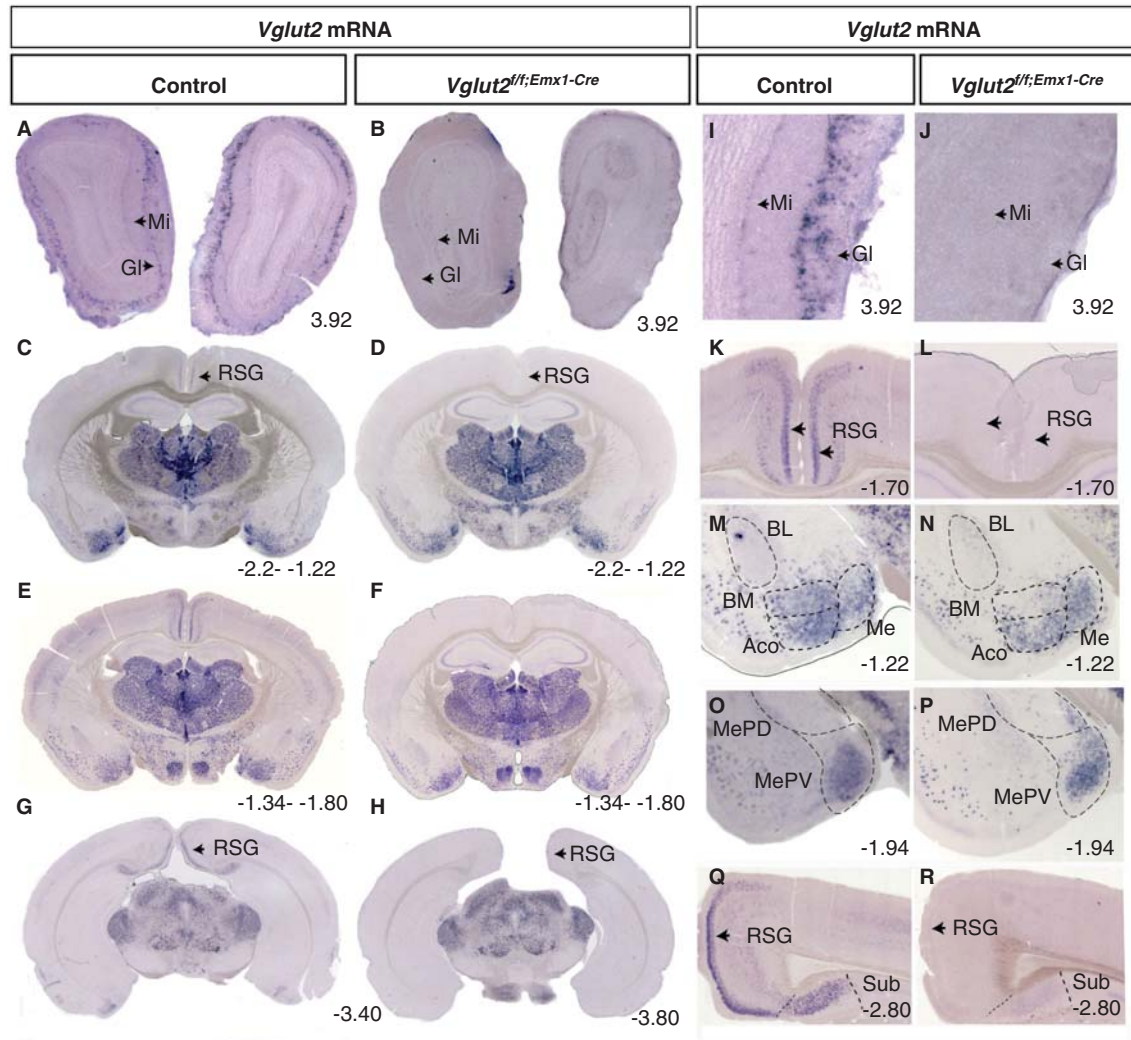 Vglut2 mRNA
Vglut2 mRNA
Control
Vglut2f/f;Emx1-Cre
Control
Vglut2f/f;Emx1-Cre
A
Mi
Gl
3.92
B
Mi
Gl
3.92
I
Mi
Gl
3.92
J
Mi
Gl
3.92
C
RSG
-2.2- -1.22
D
RSG
-2.2- -1.22
K
RSG
-1.70
L
RSG
-1.70
E
-1.34- -1.80
F
-1.34- -1.80
M
BL
BM
Aco
Me
-1.22
N
BL
BM
Aco
Me
-1.22
O
MePD
MePV
-1.94
P
MePD
MePV
-1.94
G
RSG
-3.40
H
RSG
-3.80
Q
RSG
Sub
-2.80
R
RSG
Sub
-2.80